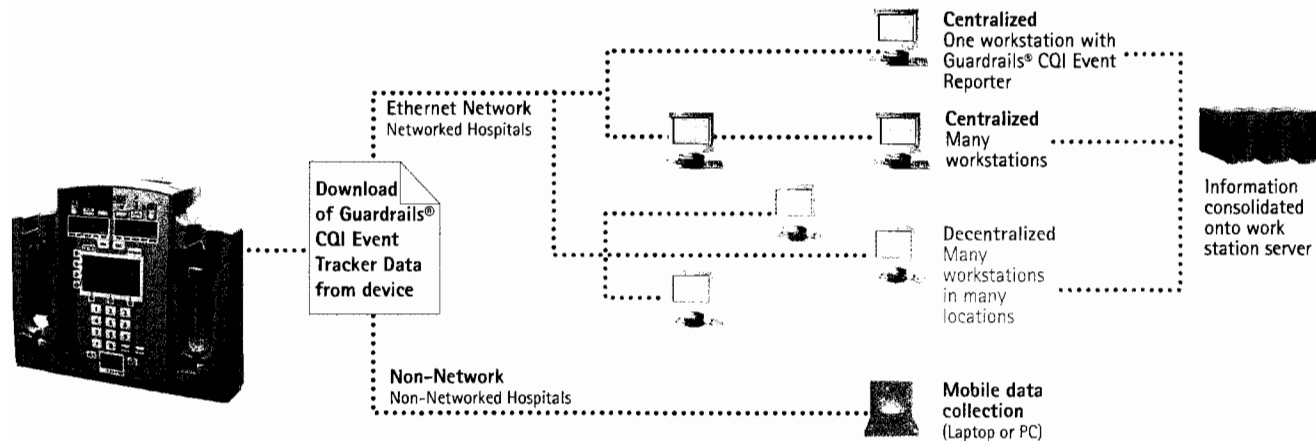 Centralized
One workstation with
Guardrails® CQI Event
Reporter
Ethernet Network
Networked Hospitals
Centralized
Many
workstations
Download
of Guardrails®
CQI Event
Tracker Data
from device
Information
consolidated
onto work
station server
Decentralized
Many
workstations
in many
locations
Non-Network
Non-Networked Hospitals
Mobile data
collection
(Laptop or PC)